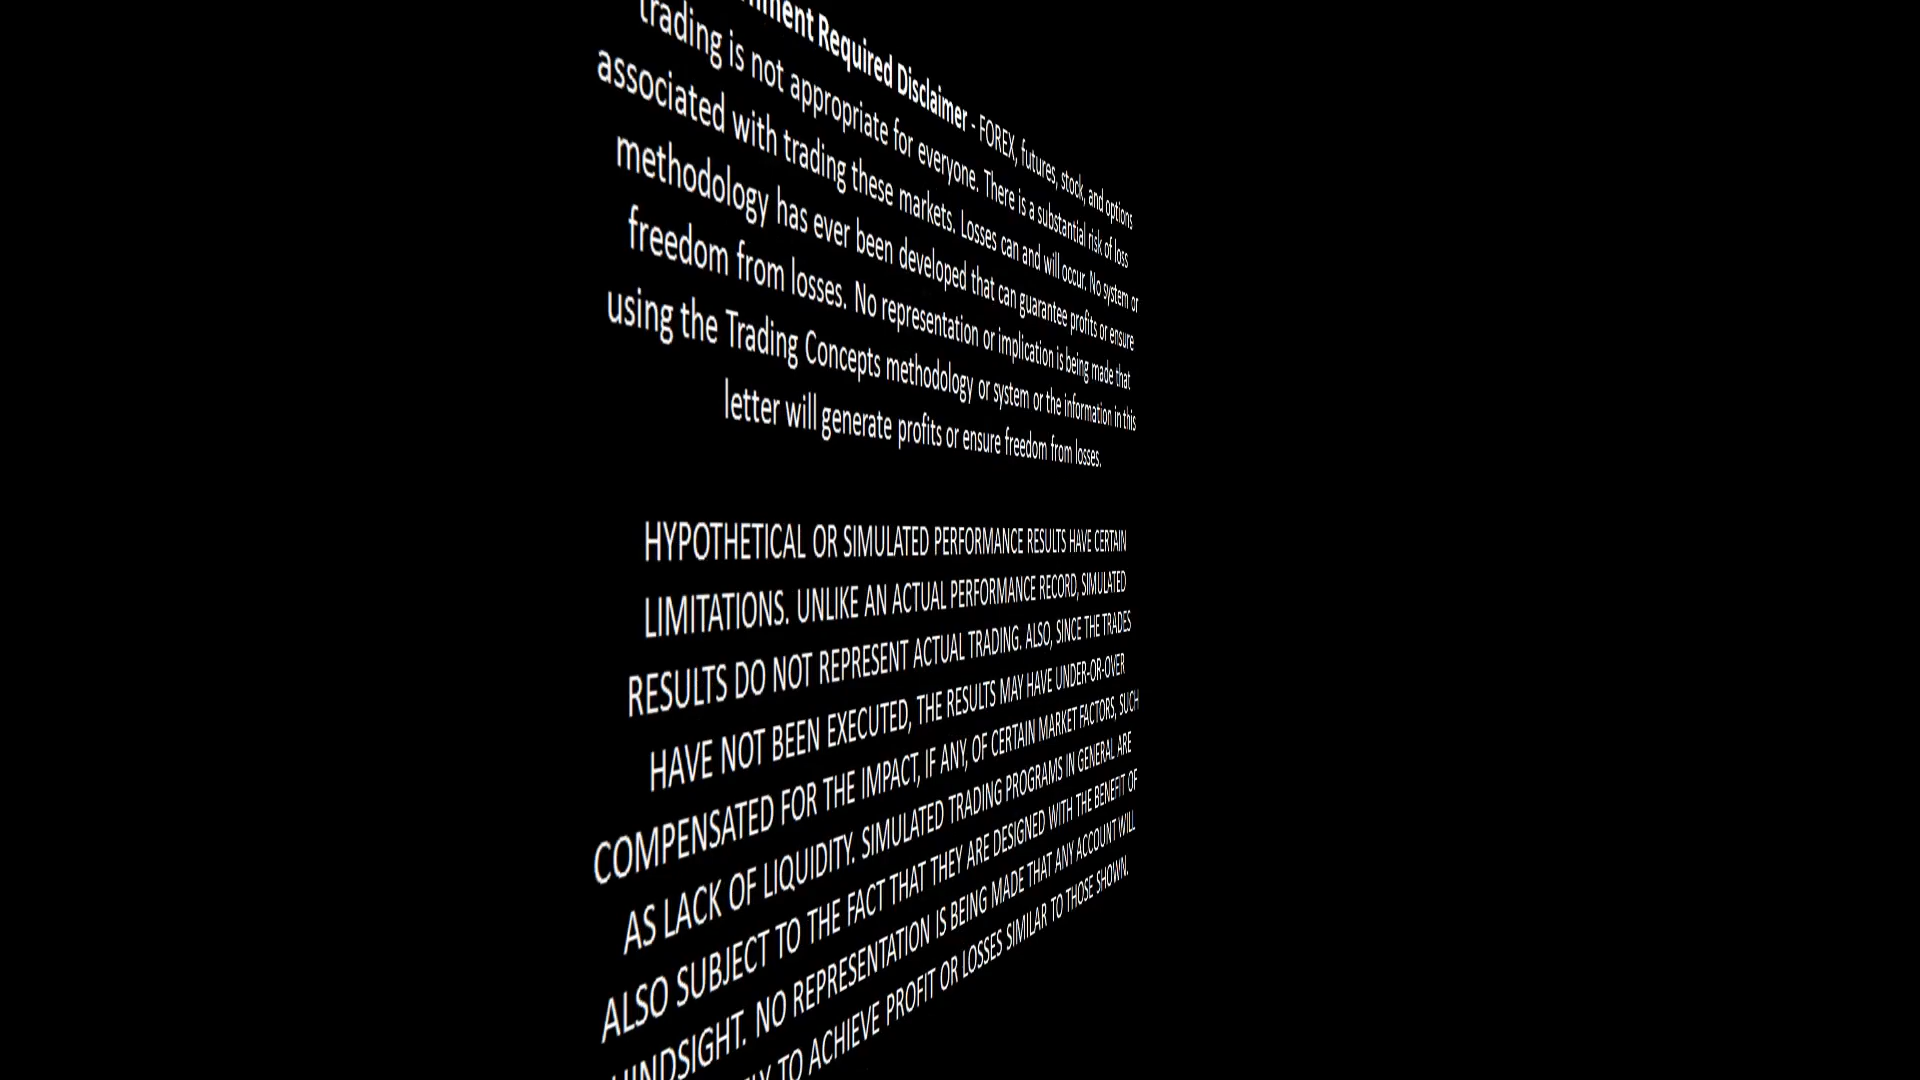 Required Disclaimer - FOREX, futures, stock, and options
trading is not appropriate for everyone. There is a substantial risk of loss
associated with trading these markets. Losses can and will occur. No system or
methodology has ever been developed that can guarantee profits or ensure
freedom from losses. No representation or implication is being made that
using the Trading Concepts methodology or system or the information in this
letter will generate profits or ensure freedom from losses.
HYPOTHETICAL OR SIMULATED PERFORMANCE RESULTS HAVE CERTAIN
LIMITATIONS. UNLIKE AN ACTUAL PERFORMANCE RECORD, SIMULATED
RESULTS DO NOT REPRESENT ACTUAL TRADING. ALSO, SINCE THE TRADES
HAVE NOT BEEN EXECUTED, THE RESULTS MAY HAVE UNDER-OR-OVER
COMPENSATED FOR THE IMPACT, IF ANY, OF CERTAIN MARKET FACTORS, SUCH
AS LACK OF LIQUIDITY. SIMULATED TRADING PROGRAMS IN GENERAL ARE
ALSO SUBJECT TO THE FACT THAT THEY ARE DESIGNED WITH THE BENEFIT OF
HINDSIGHT. NO REPRESENTATION IS BEING MADE THAT ANY ACCOUNT WILL
TO ACHIEVE PROFIT OR LOSSES SIMILAR TO THOSE SHOWN.